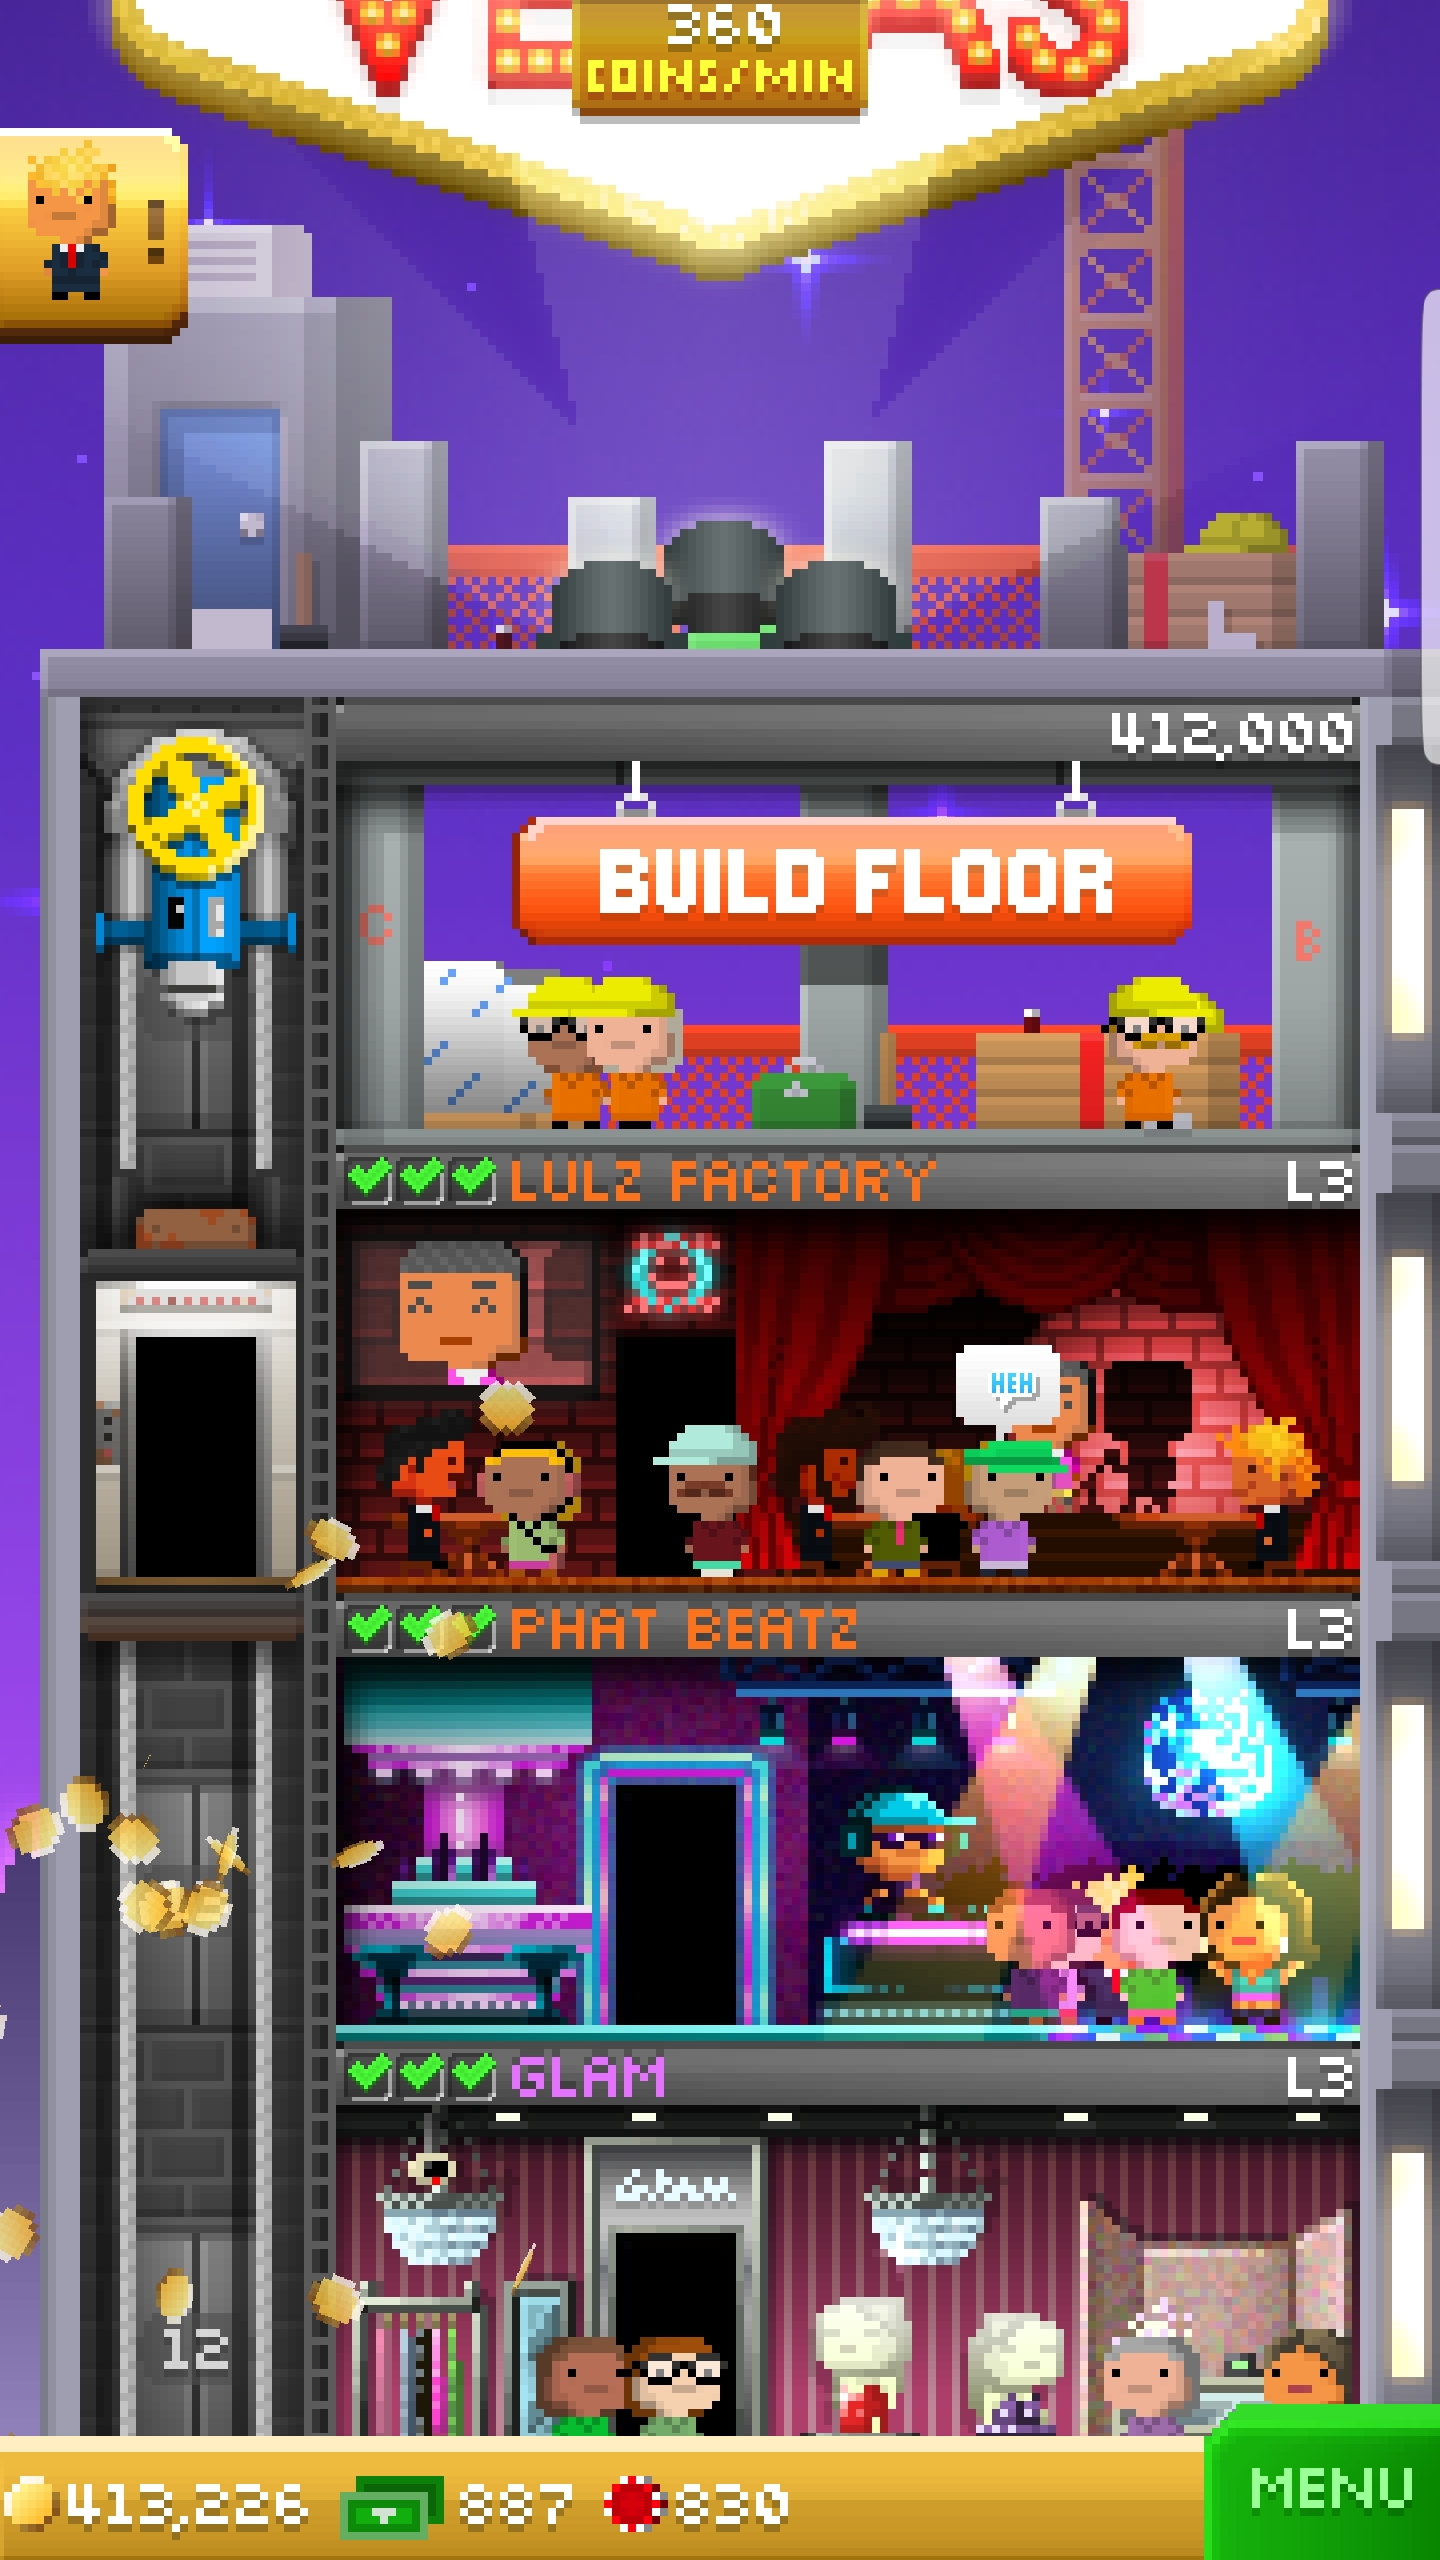 360
COINS/MIN
!
412,000
BUILD FLOOR
C
B
LULZ FACTORY L3
HEH
PHAT BEATZ L3
GLAM L3
Glam
12
413,226 887 830
MENU